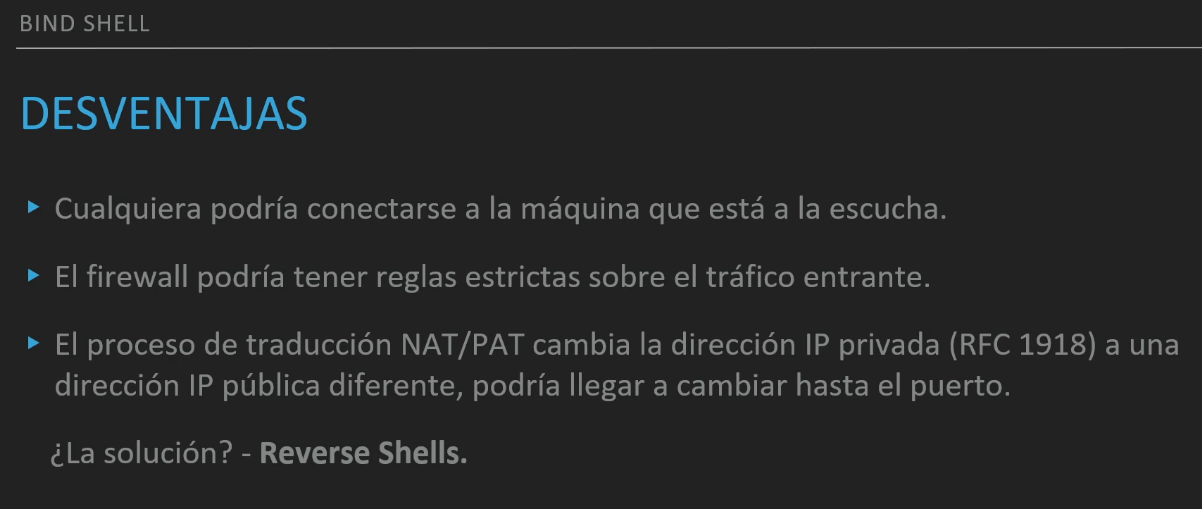 BIND SHELL
DESVENTAJAS
Cualquiera podría conectarse a la máquina que está a la escucha.
El firewall podría tener reglas estrictas sobre el tráfico entrante.
El proceso de traducción NAT/PAT cambia la dirección IP privada (RFC 1918) a una
dirección IP pública diferente, podría llegar a cambiar hasta el puerto.
¿La solución? - Reverse Shells.